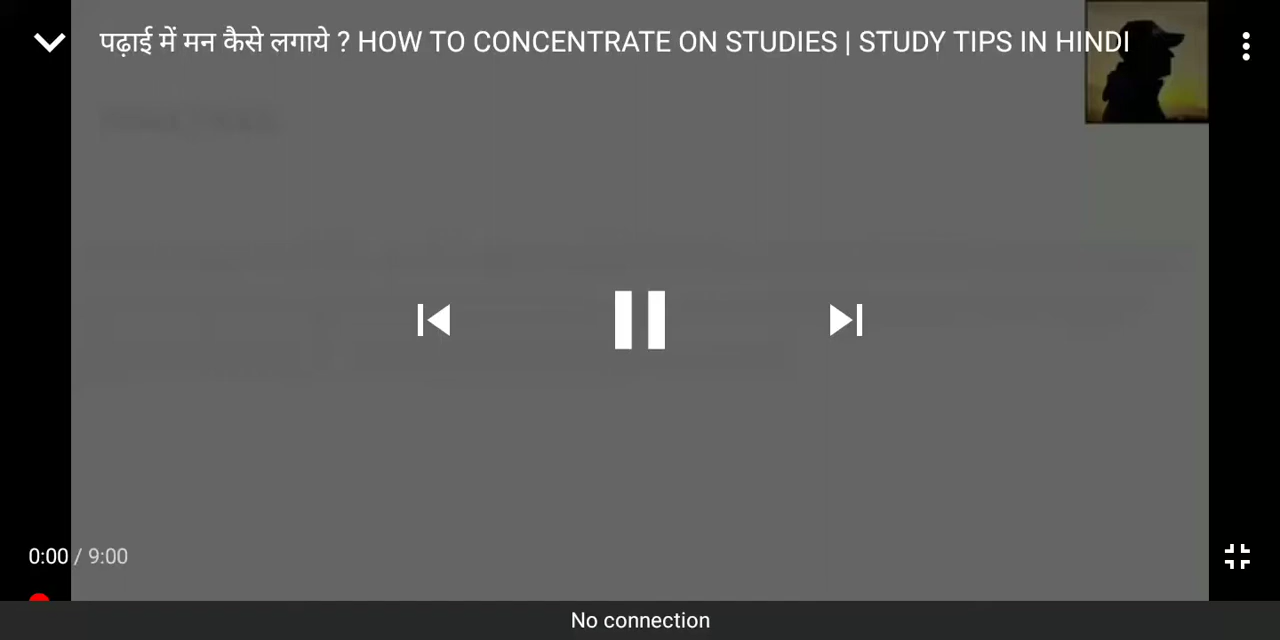 पढ़ाई में मन कैसे लगाये ? HOW TO CONCENTRATE ON STUDIES | STUDY TIPS IN HINDI
0:00 / 9:00
No connection